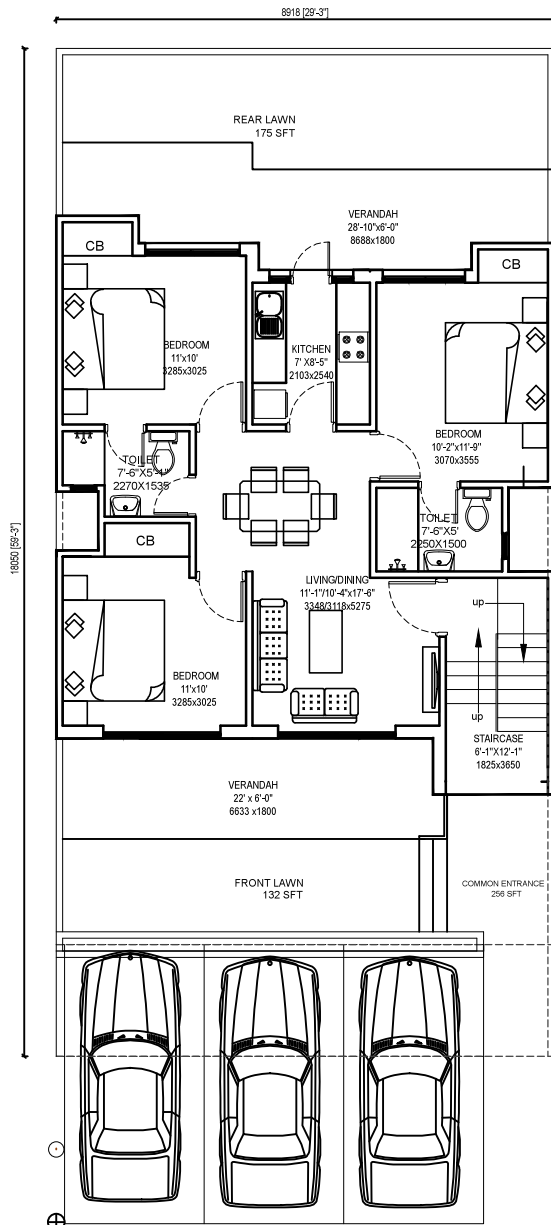 8918 [29'-3"]
REAR LAWN
175 SFT
VERANDAH
28'-10"x6'-0"
8688x1800
CB
CB
BEDROOM
11'x10'
3285x3025
KITCHEN
7' X8'-5"
2103x2540
BEDROOM
10'-2"x11'-9"
3070x3555
TOILET
7'-6"X5'-1"
2270X1535
TOILET
7'-6"X5'
2250X1500
18050 [59'-3"]
CB
LIVING/DINING
11'-1"/10'-4"x17'-6"
3348/3118x5275
up
up
BEDROOM
11'x10'
3285x3025
STAIRCASE
6'-1"X12'-1"
1825x3650
VERANDAH
22' x 6'-0"
6633 x1800
FRONT LAWN
132 SFT
COMMON ENTRANCE
256 SFT